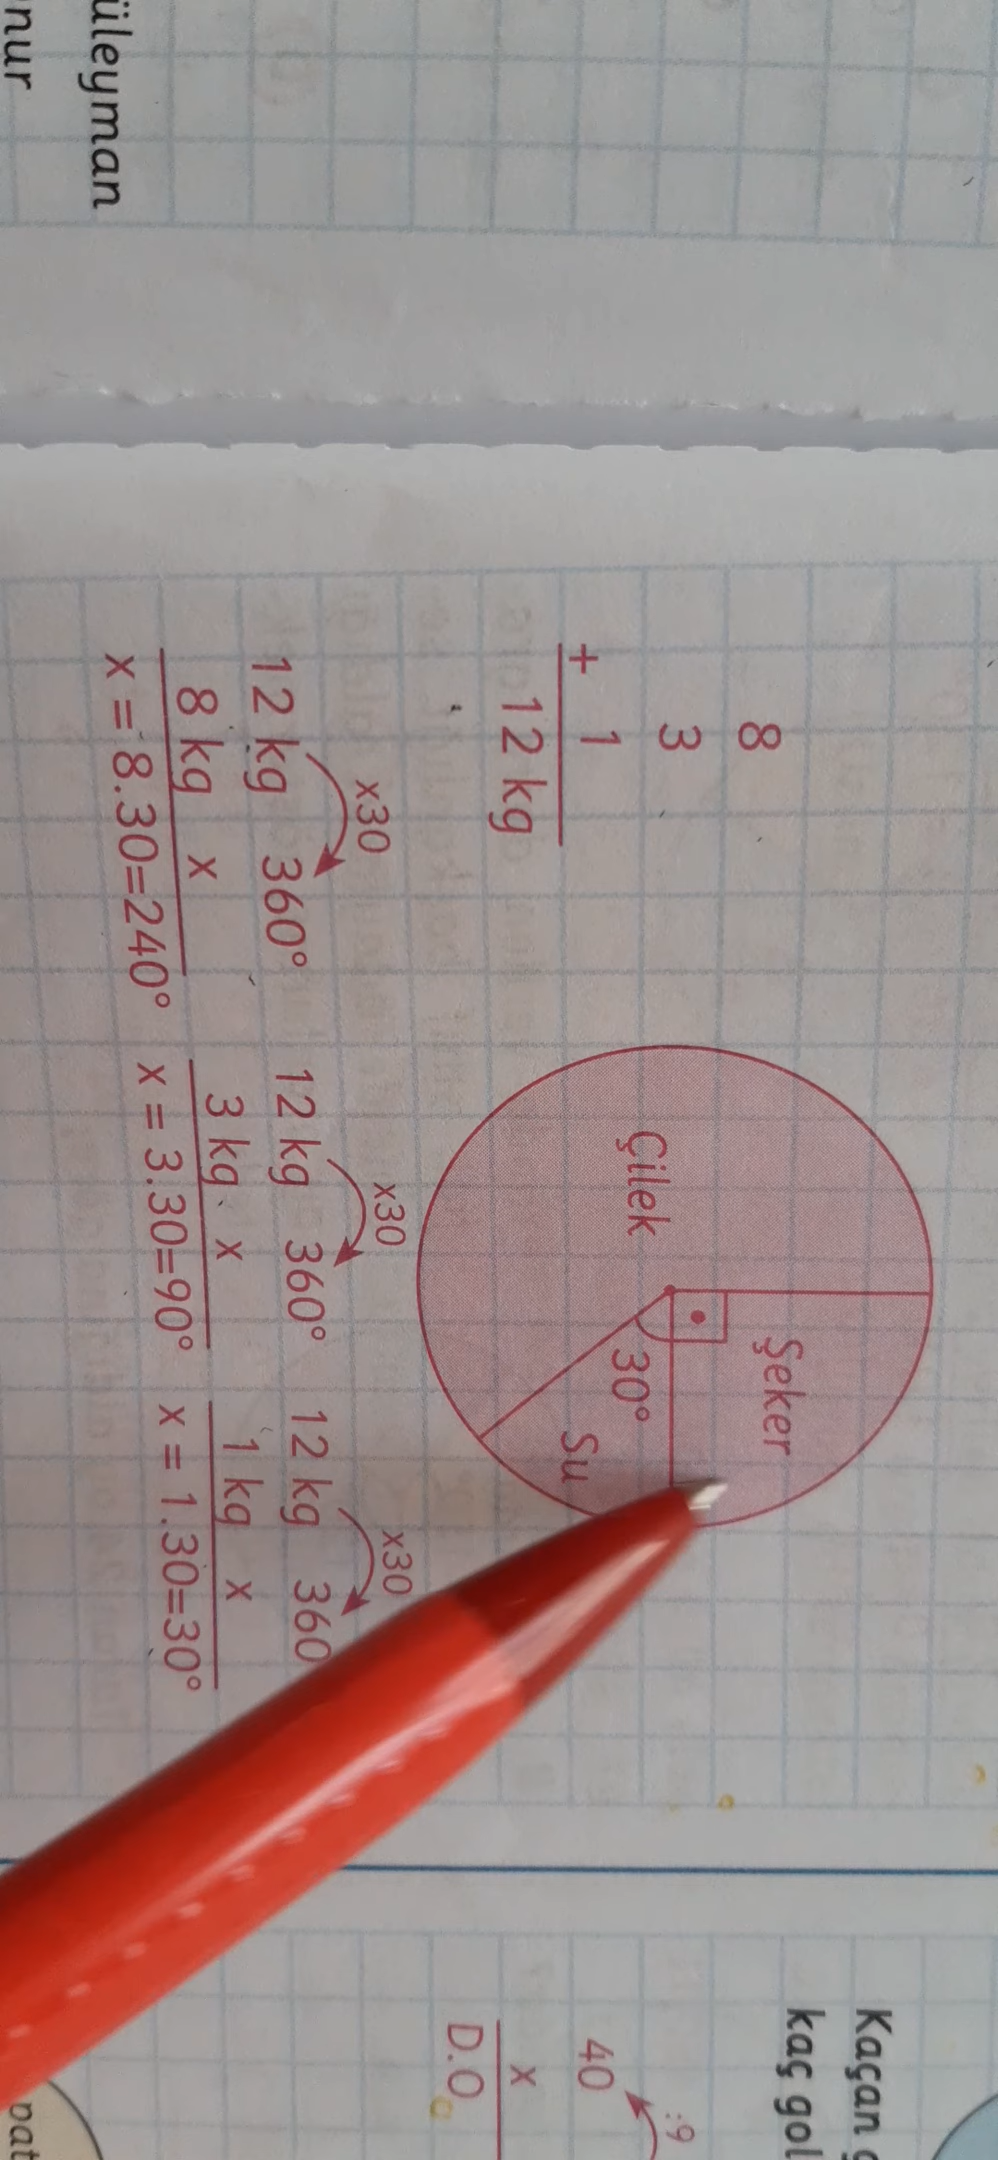 üleyman
nur
8
3
+ 1
12 kg
Şeker
Çilek
30°
Su
x30
12 kg 360°
8 kg x
x = 8.30=240°
x30
12 kg 360°
3 kg x
x = 3.30=90°
x30
12 kg 360
1 kg x
x = 1.30=30°
Kaçan g
kaç gol
:9
40
x
D.O
pat